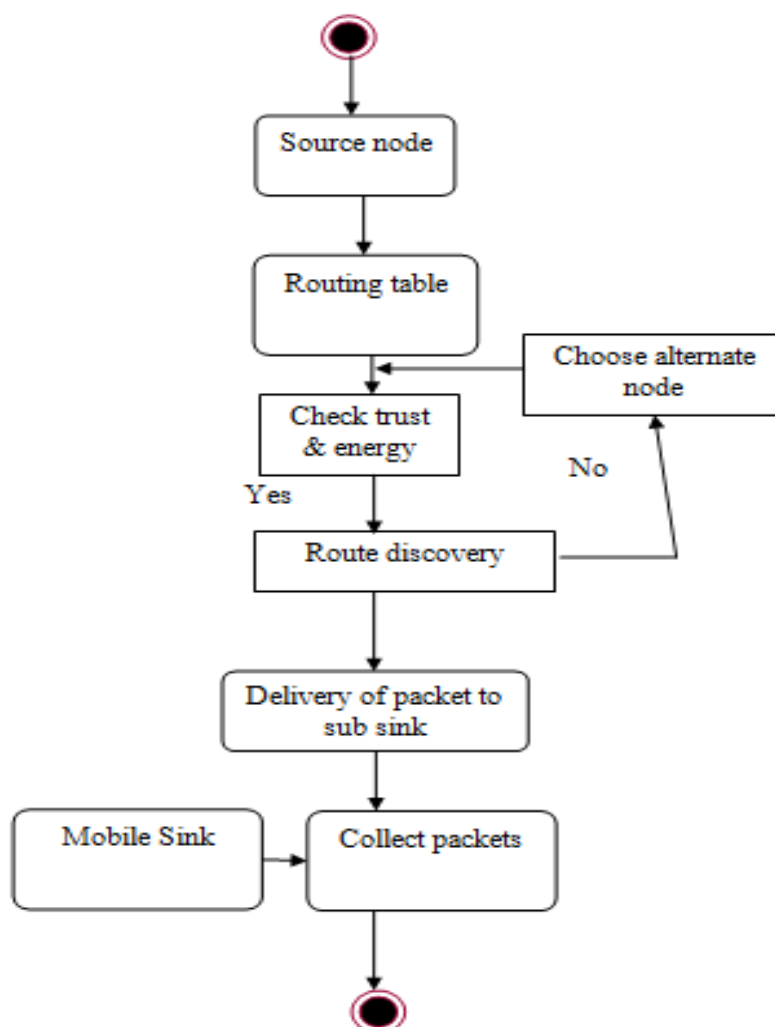 Source node
Routing table
Choose alternate
node
Check trust
& energy
Yes
No
Route discovery
Delivery of packet to
sub sink
Mobile Sink
Collect packets